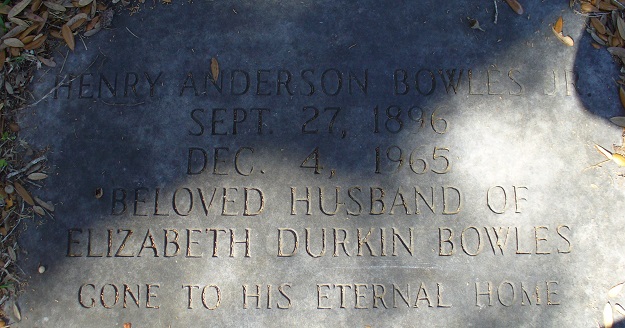 HENRY ANDERSON BOWLES JR.
SEPT. 27, 1896
DEC. 4, 1965
BELOVED HUSBAND OF
ELIZABETH DURKIN BOWLES
GONE TO HIS ETERNAL HOME